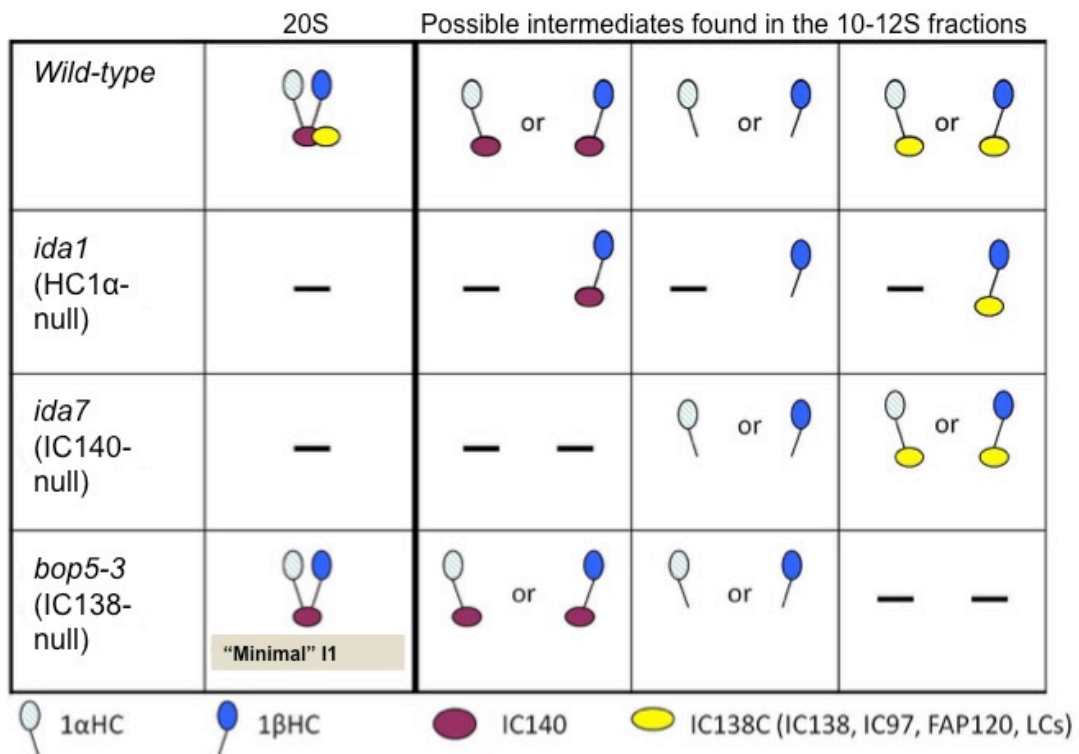 20S Possible intermediates found in the 10-12S fractions
Wild-type
or or or
ida1
(HC1α-
null)
ida7
(IC140-
null)
or or
bop5-3
(IC138-
null)
or or
“Minimal” I1
1αHC 1βHC IC140 IC138C (IC138, IC97, FAP120, LCs)